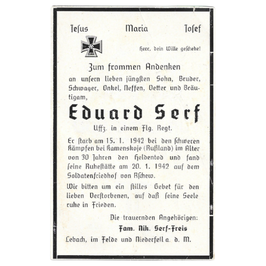 Jesus Maria Josef
Herr, dein Wille geschehe!
Zum frommen Andenken
an unsern lieben jüngsten Sohn, Bruder,
Schwager, Onkel, Neffen, Vetter und Bräu-
tigam,
Eduard Serf
Uffz. in einem Flg. Regt.
Er starb am 15. 1. 1942 bei den schweren
Kämpfen bei Kamenskoje (Rußland) im Alter
von 30 Jahren den Heldentod und fand
seine Ruhestätte am 20. 1. 1942 auf dem
Soldatenfriedhof von Rshew.
Wir bitten um ein stilles Gebet für den
lieben Verstorbenen, auf daß seine Seele
ruhe in Frieden.
Die trauernden Angehörigen:
Fam. Nik. Serf-Freis
Lebach, im Felde und Niederfell a. d. M.